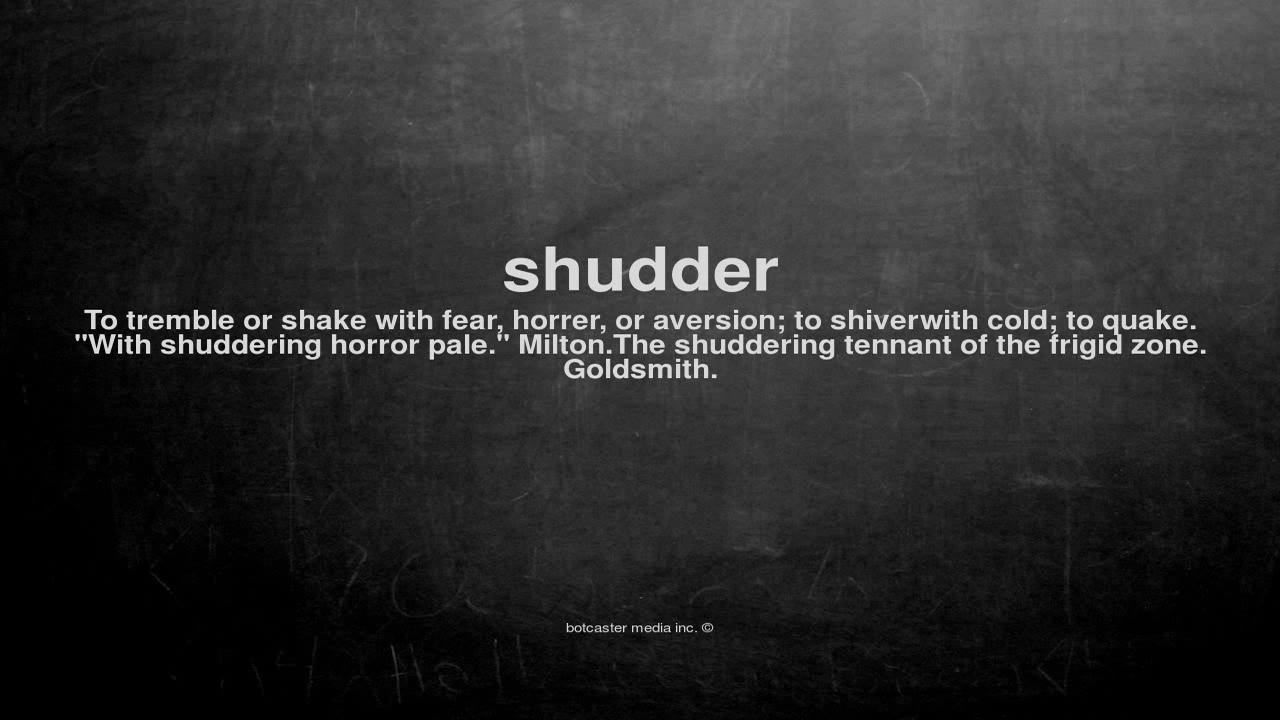 shudder
To tremble or shake with fear, horrer, or aversion; to shiverwith cold; to quake.
"With shuddering horror pale." Milton.The shuddering tennant of the frigid zone.
Goldsmith.
botcaster media inc. ©